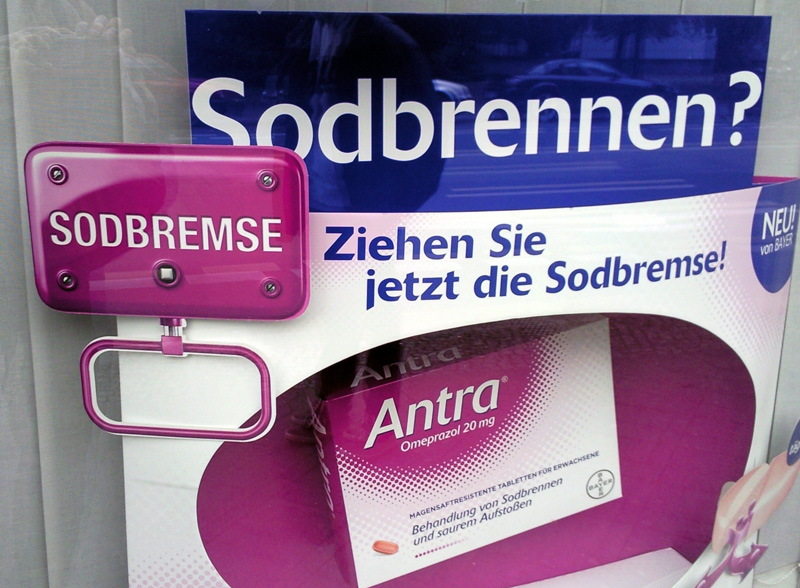 Sodbrennen?
SODBREMSE
Ziehen Sie
jetzt die Sodbremse!
NEU!
von BAYER
Antra
Antra®
Omeprazol 20 mg
MAGENSAFTRESISTENTE TABLETTEN FÜR ERWACHSENE
Behandlung von Sodbrennen
und saurem Aufstoßen
BAYER